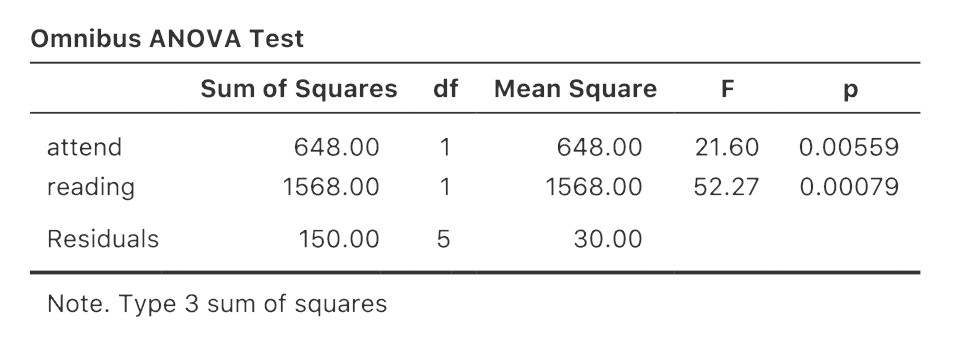 Omnibus ANOVA Test
Sum of Squares df Mean Square F p
attend 648.00 1 648.00 21.60 0.00559
reading 1568.00 1 1568.00 52.27 0.00079
Residuals 150.00 5 30.00
Note. Type 3 sum of squares